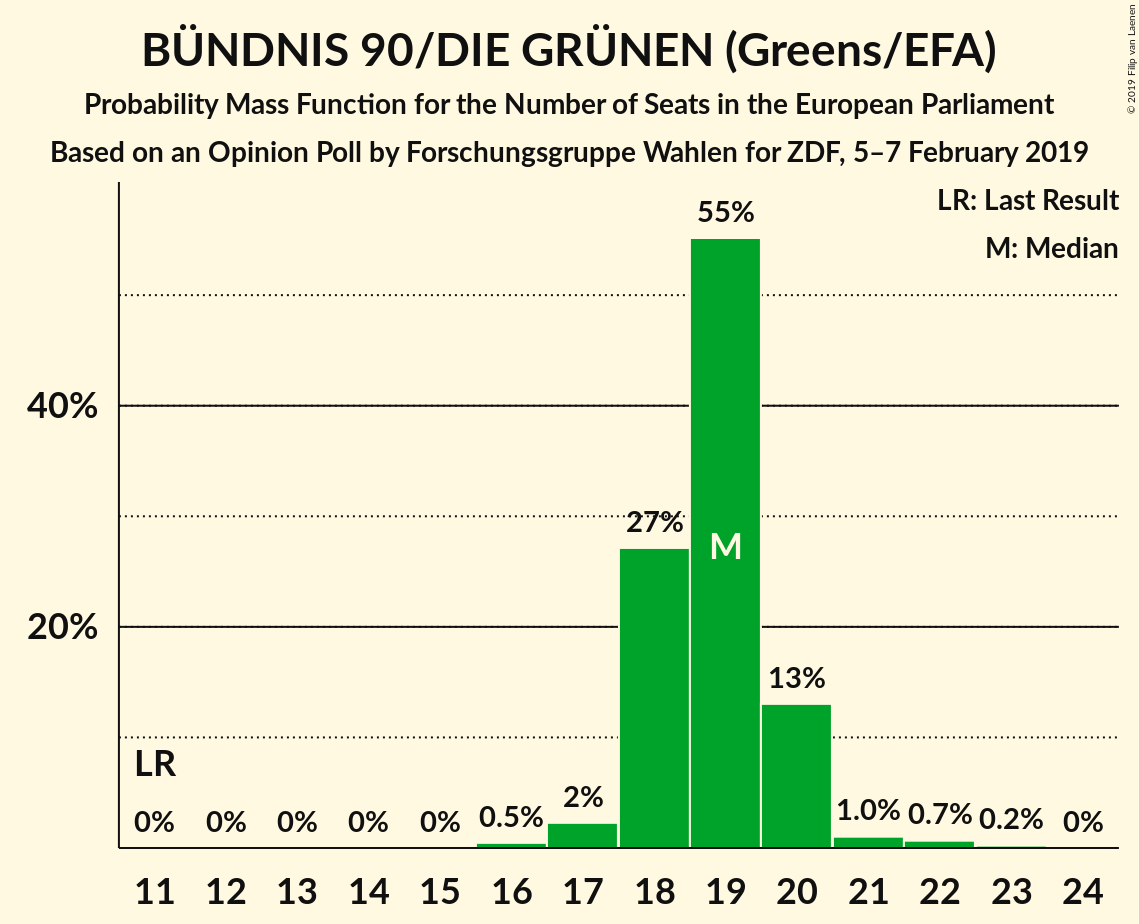 BÜNDNIS 90/DIE GRÜNEN (Greens/EFA)
Probability Mass Function for the Number of Seats in the European Parliament
Based on an Opinion Poll by Forschungsgruppe Wahlen for ZDF, 5–7 February 2019
© 2019 Filip van Laenen
LR: Last Result
M: Median
55%
40%
27%
M
20%
13%
LR
0% 0% 0% 0% 0% 0.5% 2% 1.0% 0.7% 0.2% 0%
11 12 13 14 15 16 17 18 19 20 21 22 23 24